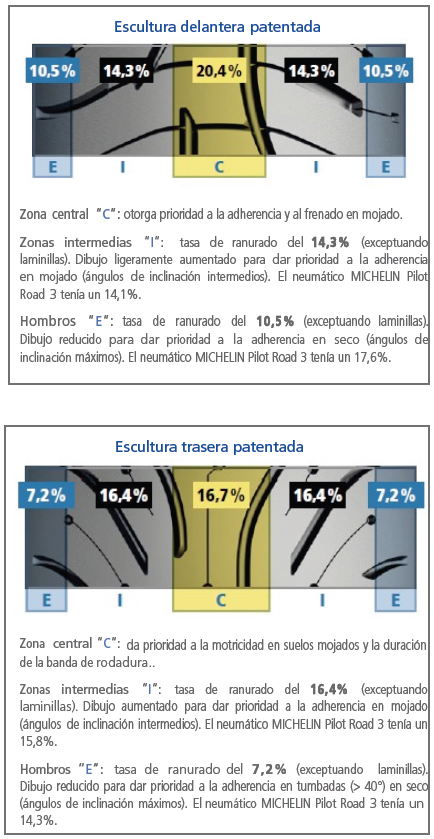 Escultura delantera patentada
10,5% 14,3% 20,4% 14,3% 10,5%
E I C I E
Zona central "C": otorga prioridad a la adherencia y al frenado en mojado.
Zonas intermedias "I": tasa de ranurado del 14,3% (exceptuando
laminillas). Dibujo ligeramente aumentado para dar prioridad a la adherencia
en mojado (ángulos de inclinación intermedios). El neumático MICHELIN Pilot
Road 3 tenía un 14,1%.
Hombros "E": tasa de ranurado del 10,5% (exceptuando laminillas).
Dibujo reducido para dar prioridad a la adherencia en seco (ángulos de
inclinación máximos). El neumático MICHELIN Pilot Road 3 tenía un 17,6%.
Escultura trasera patentada
7,2% 16,4% 16,7% 16,4% 7,2%
E I C I E
Zona central "C": da prioridad a la motricidad en suelos mojados y la duración
de la banda de rodadura..
Zonas intermedias "I": tasa de ranurado del 16,4% (exceptuando
laminillas). Dibujo aumentado para dar prioridad a la adherencia en mojado
(ángulos de inclinación intermedios). El neumático MICHELIN Pilot Road 3 tenía un
15,8%.
Hombros "E": tasa de ranurado del 7,2% (exceptuando laminillas).
Dibujo reducido para dar prioridad a la adherencia en tumbadas (> 40°) en seco
(ángulos de inclinación máximos). El neumático MICHELIN Pilot Road 3 tenía un
14,3%.